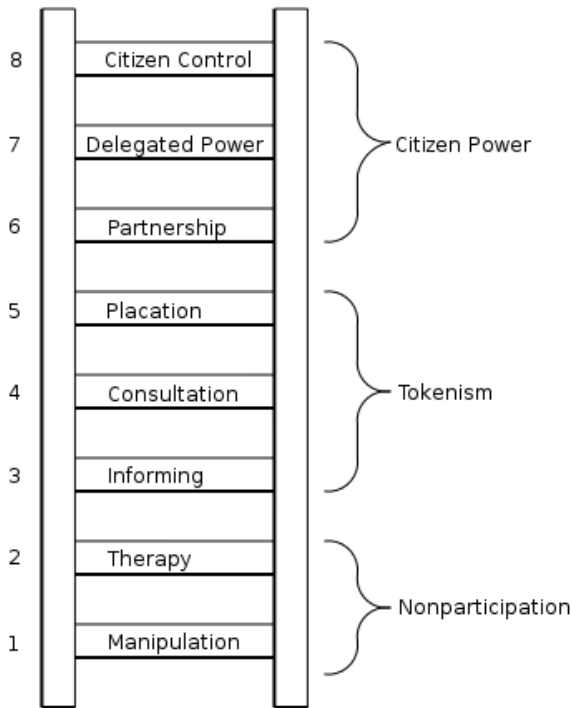 8 Citizen Control
7 Delegated Power
Citizen Power
6 Partnership
5 Placation
4 Consultation
Tokenism
3 Informing
2 Therapy
Nonparticipation
1 Manipulation